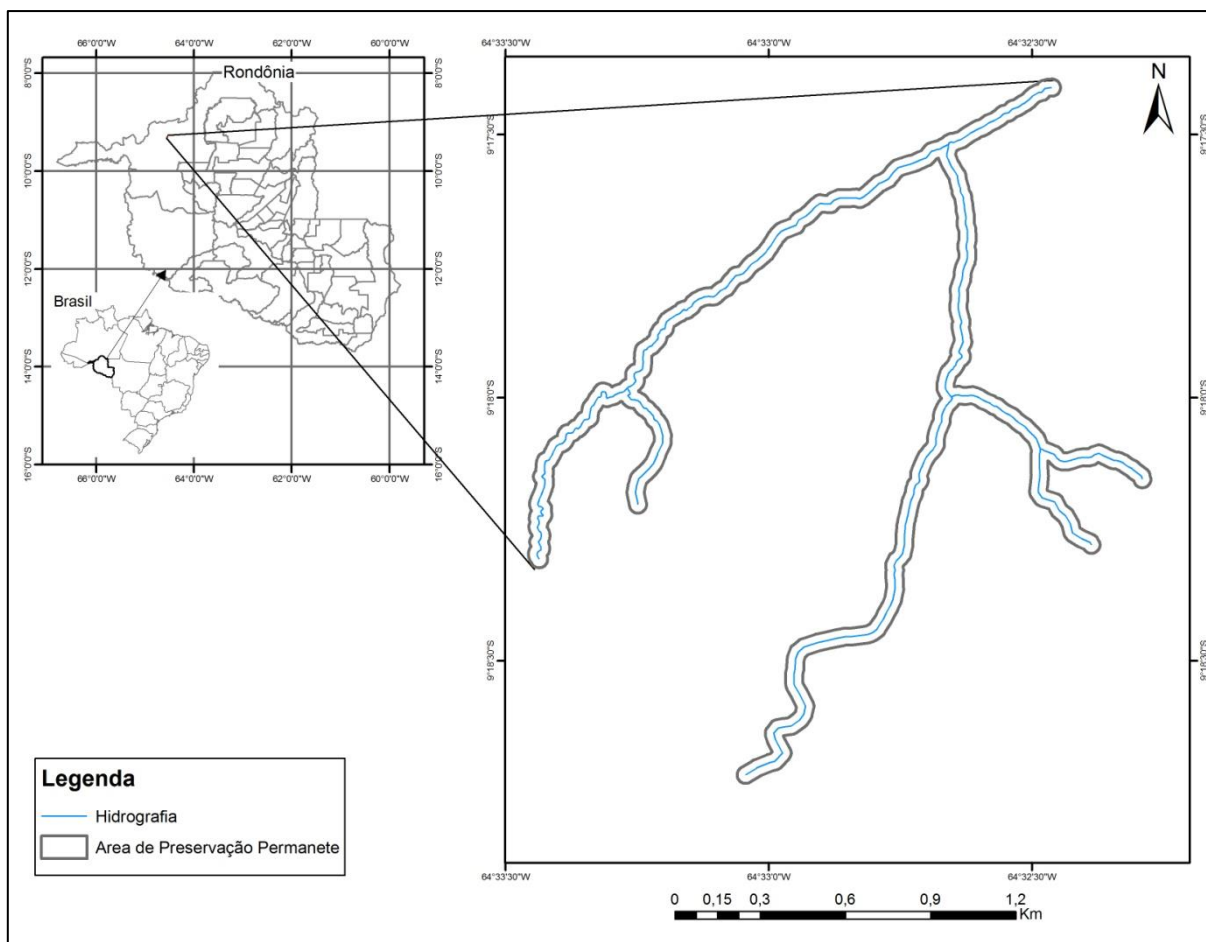 66°0'0"W 64°0'0"W 62°0'0"W 60°0'0"W
Rondônia
8°0'0"S 8°0'0"S
10°0'0"S 10°0'0"S
12°0'0"S 12°0'0"S
Brasil
14°0'0"S 14°0'0"S
16°0'0"S 16°0'0"S
66°0'0"W 64°0'0"W 62°0'0"W 60°0'0"W
64°33'30"W 64°33'0"W 64°32'30"W
N
9°17'30"S 9°17'30"S
9°18'0"S 9°18'0"S
9°18'30"S 9°18'30"S
64°33'30"W 64°33'0"W 64°32'30"W
Legenda
Hidrografia
Area de Preservação Permanete
0 0,15 0,3 0,6 0,9 1,2
Km